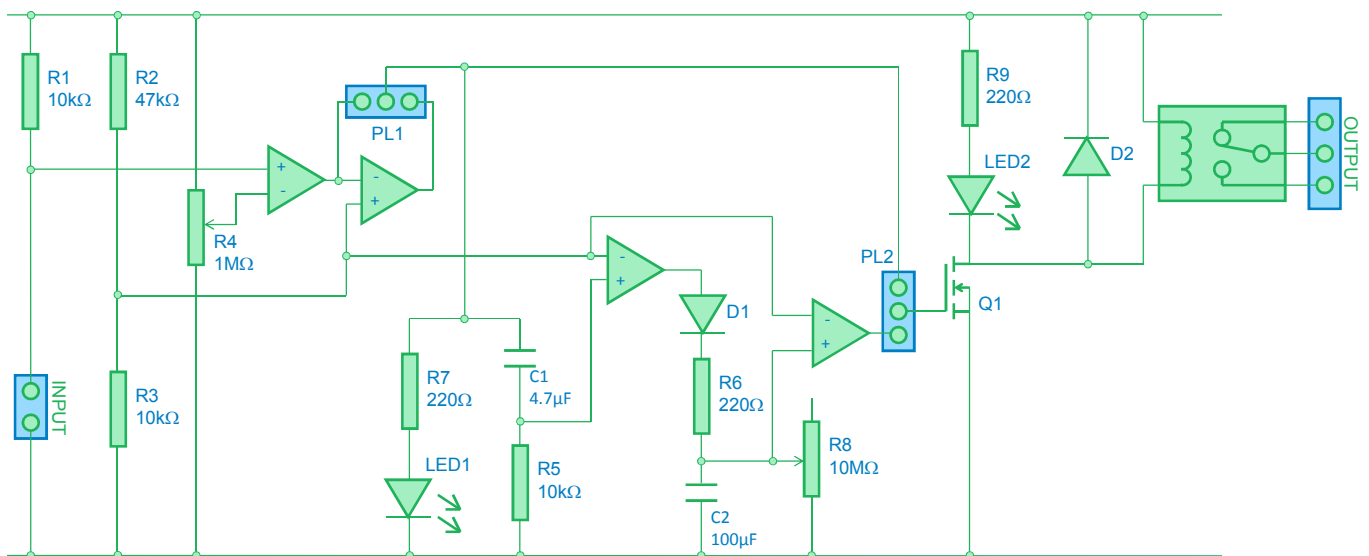 R1
10kΩ
R2
47kΩ
PL1
R9
220Ω
LED2
D2
OUTPUT
+
-
-
+
R4
1MΩ
-
+
PL2
Q1
D1
-
+
INPUT
R3
10kΩ
R7
220Ω
C1
4.7µF
R6
220Ω
R8
10MΩ
LED1
R5
10kΩ
C2
100µF